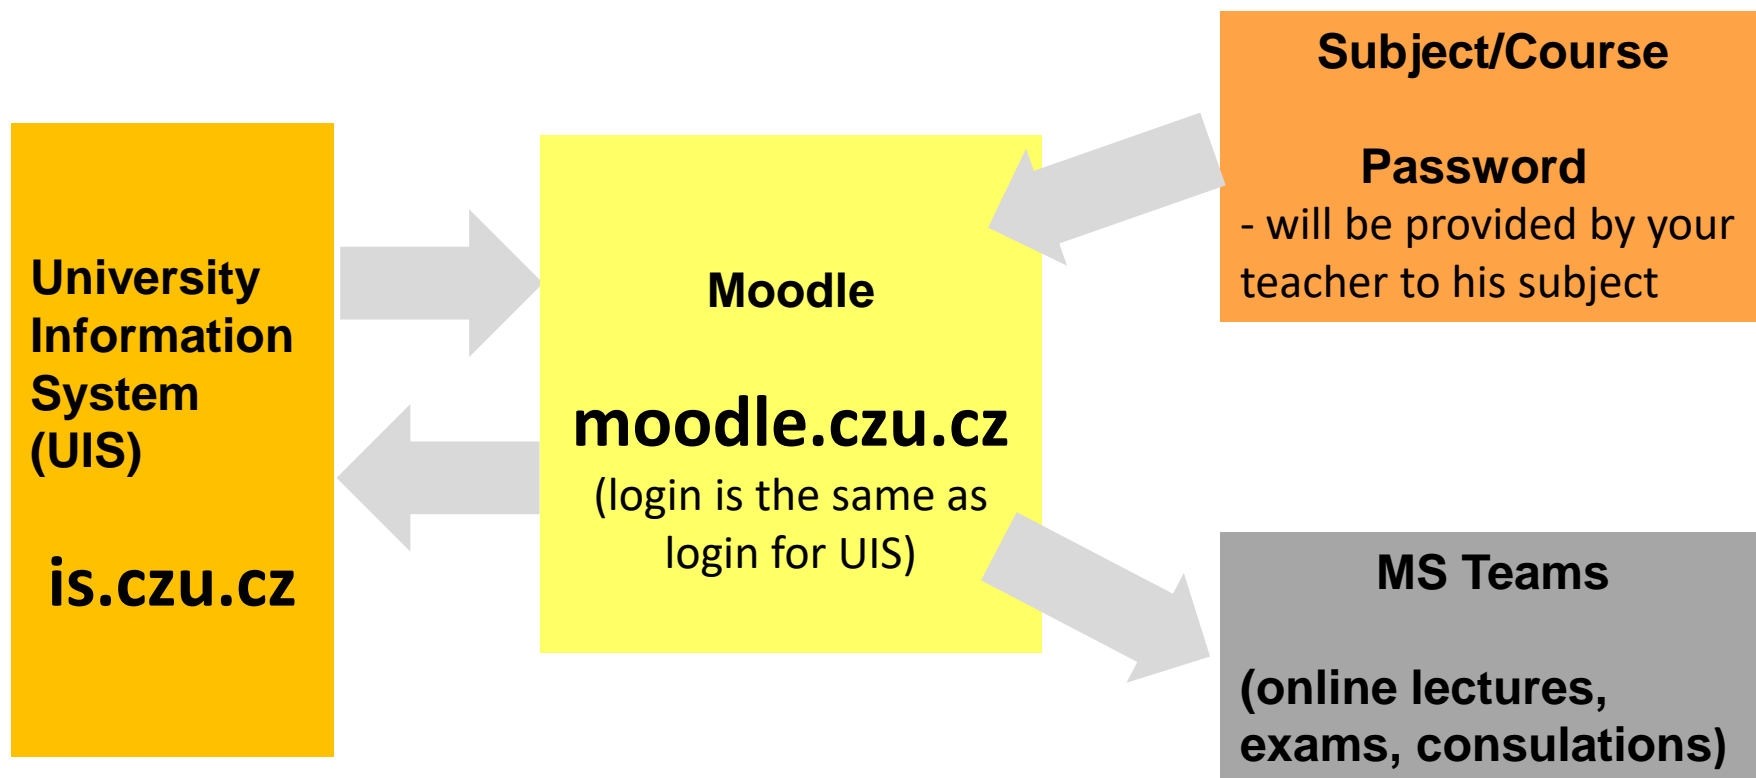 University
Information
System
(UIS)
is.czu.cz
Moodle
moodle.czu.cz
(login is the same as
login for UIS)
Subject/Course
Password
- will be provided by your
teacher to his subject
MS Teams
(online lectures,
exams, consulations)